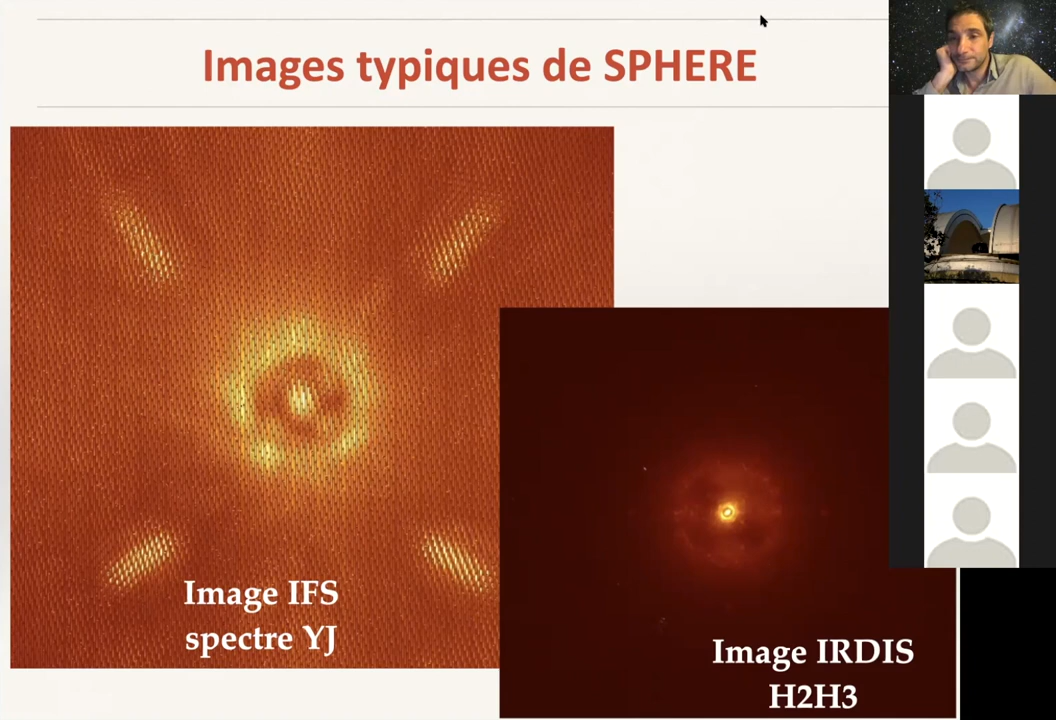 Images typiques de SPHERE
Image IFS
spectre YJ
Image IRDIS
H2H3